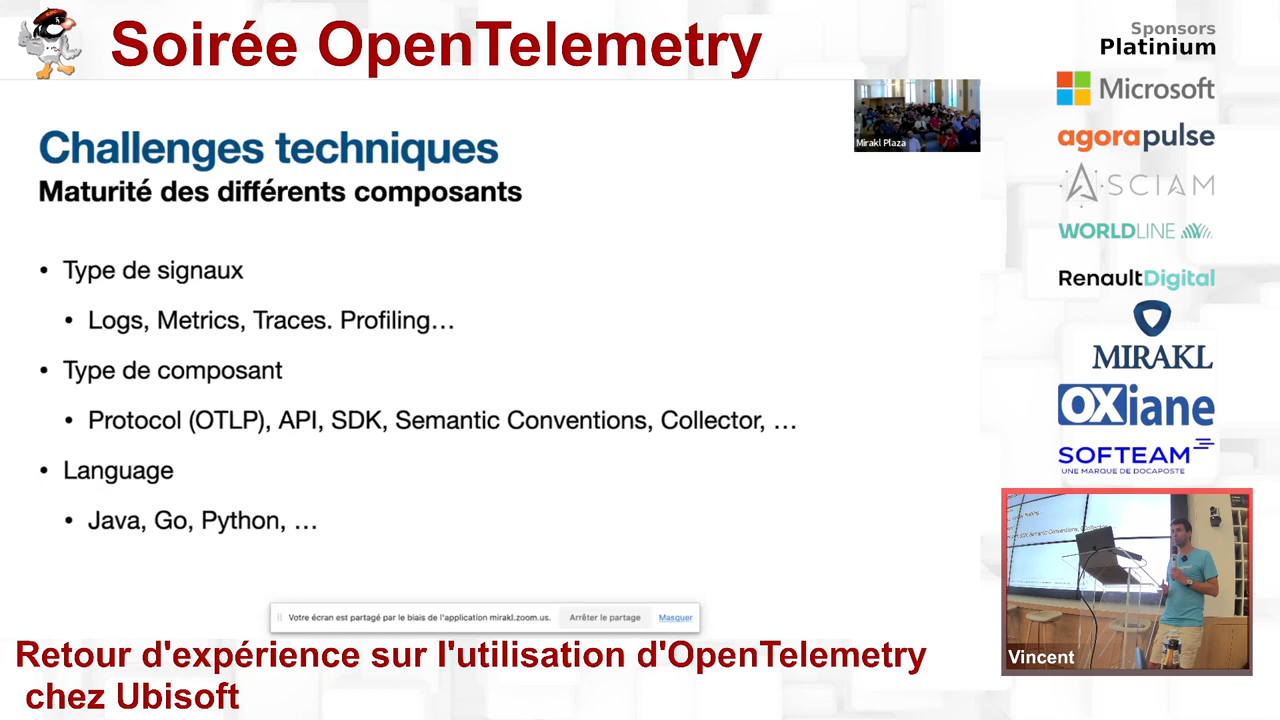 Soirée OpenTelemetry
Sponsors
Platinium
Microsoft
agorapulse
ASCIAM
WORLDLINE
RenaultDigital
MIRAKL
OXiane
SOFTEAM
UNE MARQUE DE DOCAPOSTE
Mirakl Plaza
Challenges techniques
Maturité des différents composants
• Type de signaux
• Logs, Metrics, Traces. Profiling…
• Type de composant
• Protocol (OTLP), API, SDK, Semantic Conventions, Collector, …
• Language
• Java, Go, Python, …
Votre écran est partagé par le biais de l'application mirakl.zoom.us. Arrêter le partage Masquer
Vincent
Retour d'expérience sur l'utilisation d'OpenTelemetry
chez Ubisoft